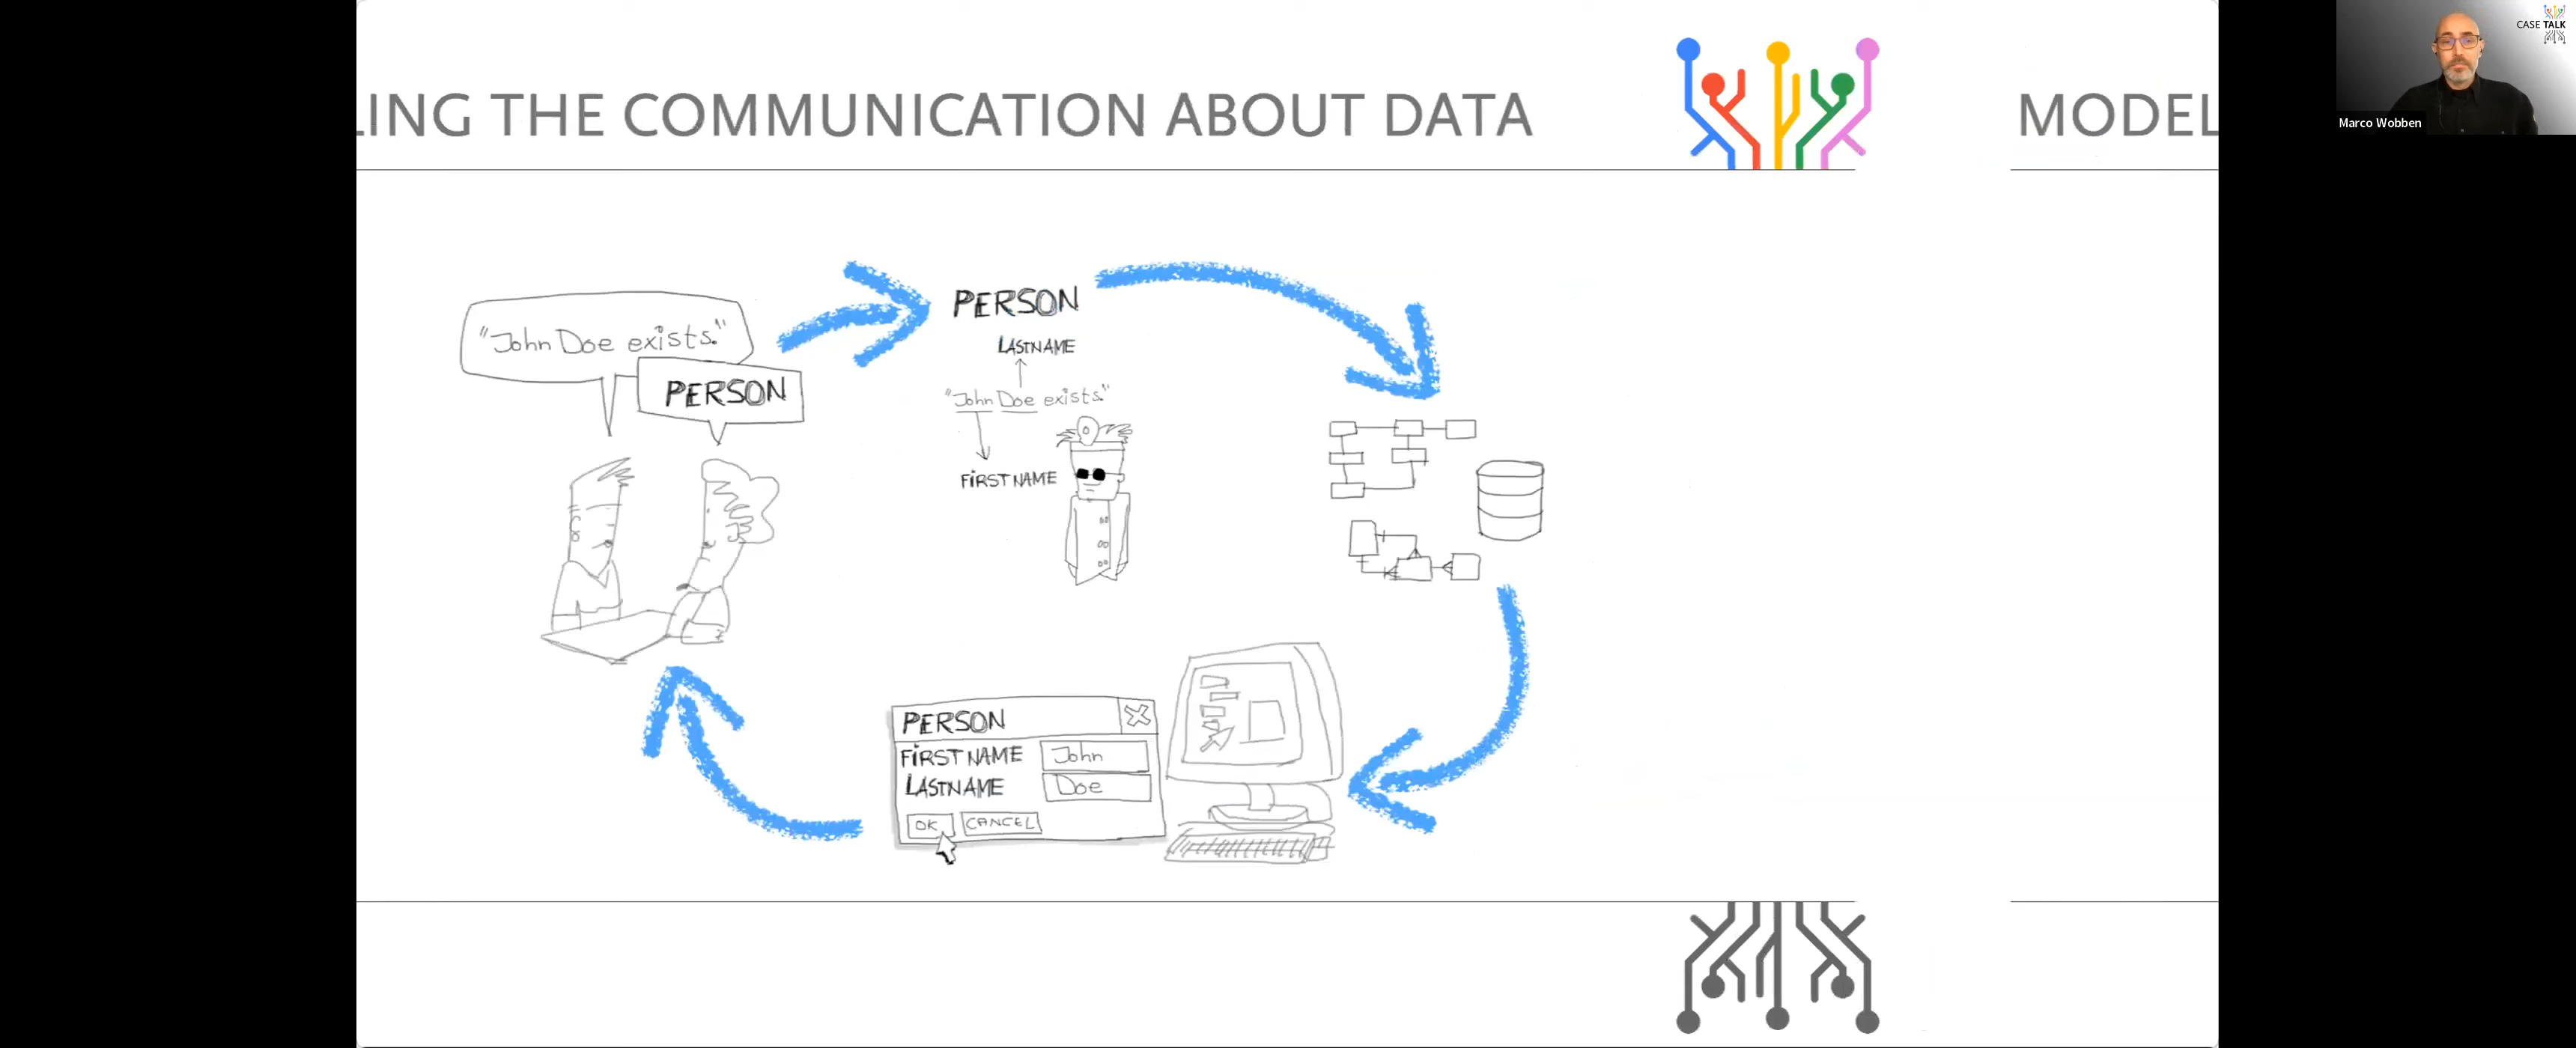 LING THE COMMUNICATION ABOUT DATA
MODEL
CASE TALK
Marco Wobben
"John Doe exists."
PERSON
PERSON
LASTNAME
"John Doe exists."
FIRSTNAME
PERSON
FIRSTNAME John
LASTNAME Doe
OK CANCEL